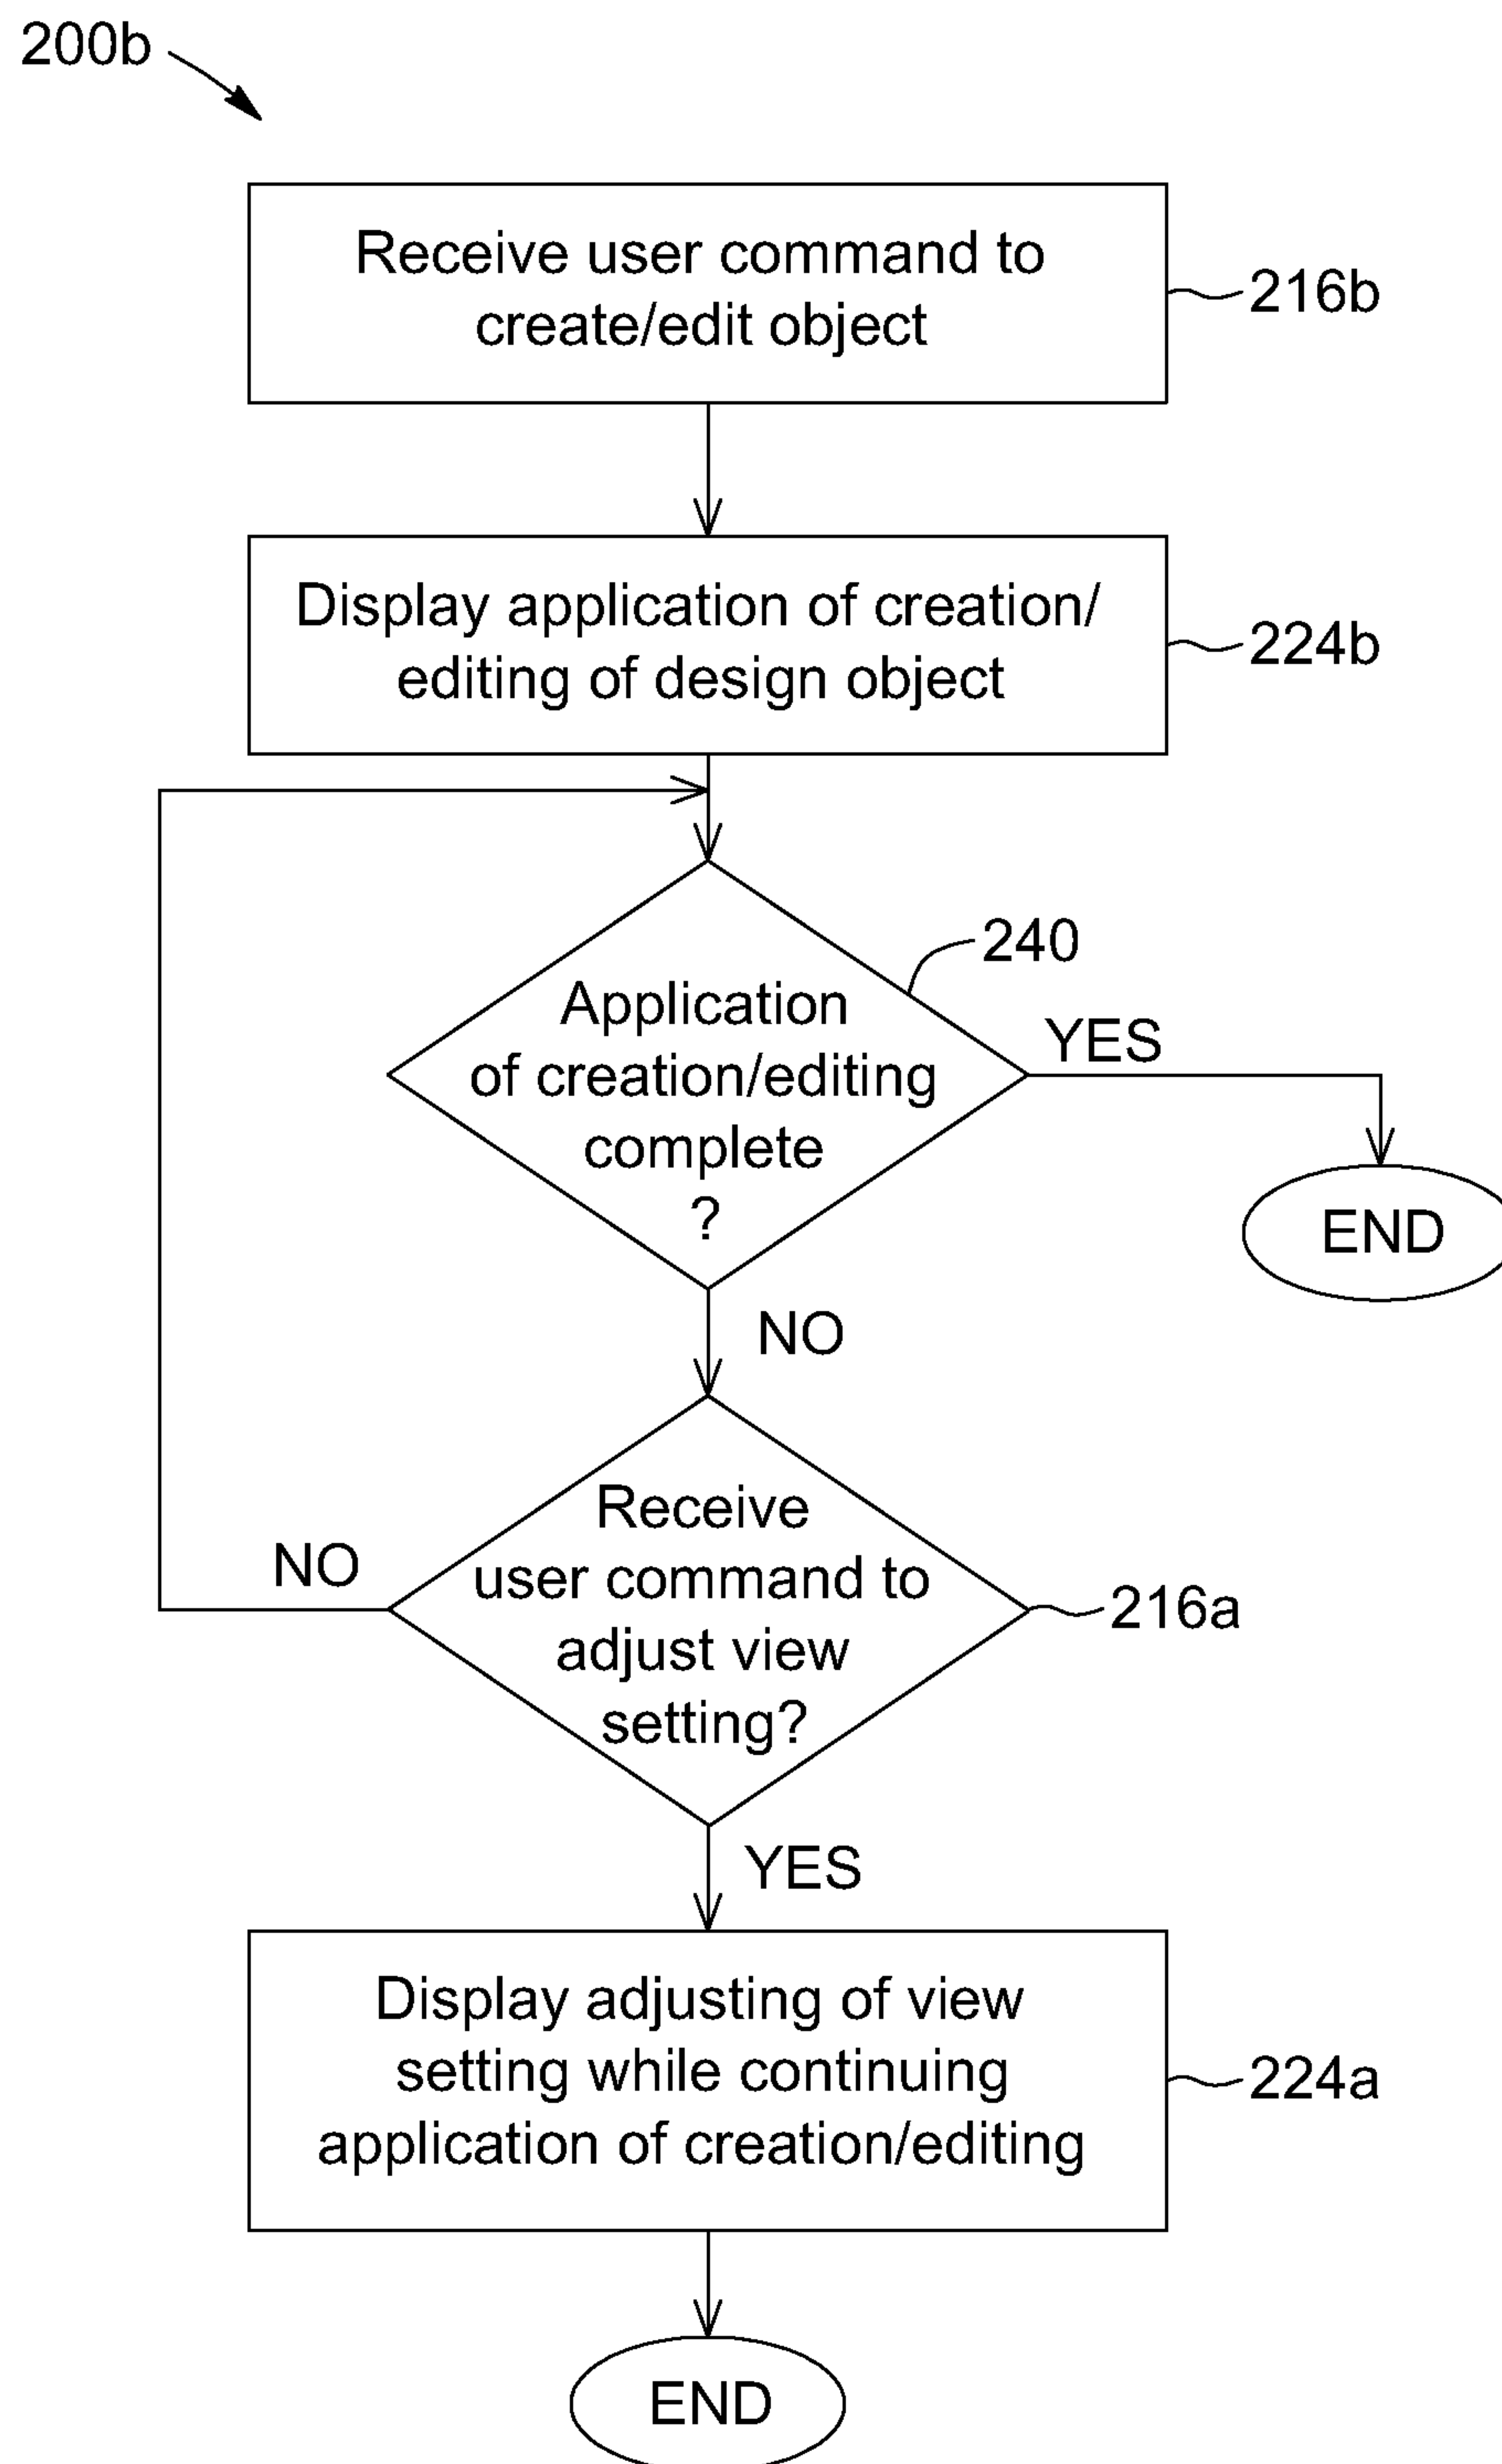 200b
Receive user command to
create/edit object
216b
Display application of creation/
editing of design object
224b
240
Application
of creation/editing
complete
?
YES
END
NO
Receive
user command to
adjust view
setting?
NO
216a
YES
Display adjusting of view
setting while continuing
application of creation/editing
224a
END